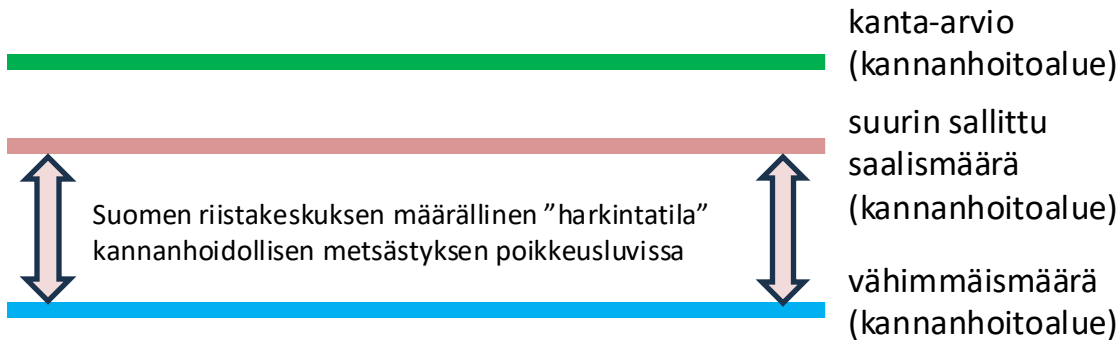 kanta-arvio
(kannanhoitoalue)
suurin sallittu
saalismäärä
(kannanhoitoalue)
Suomen riistakeskuksen määrällinen ”harkintatila”
kannanhoidollisen metsästyksen poikkeusluvissa
vähimmäismäärä
(kannanhoitoalue)